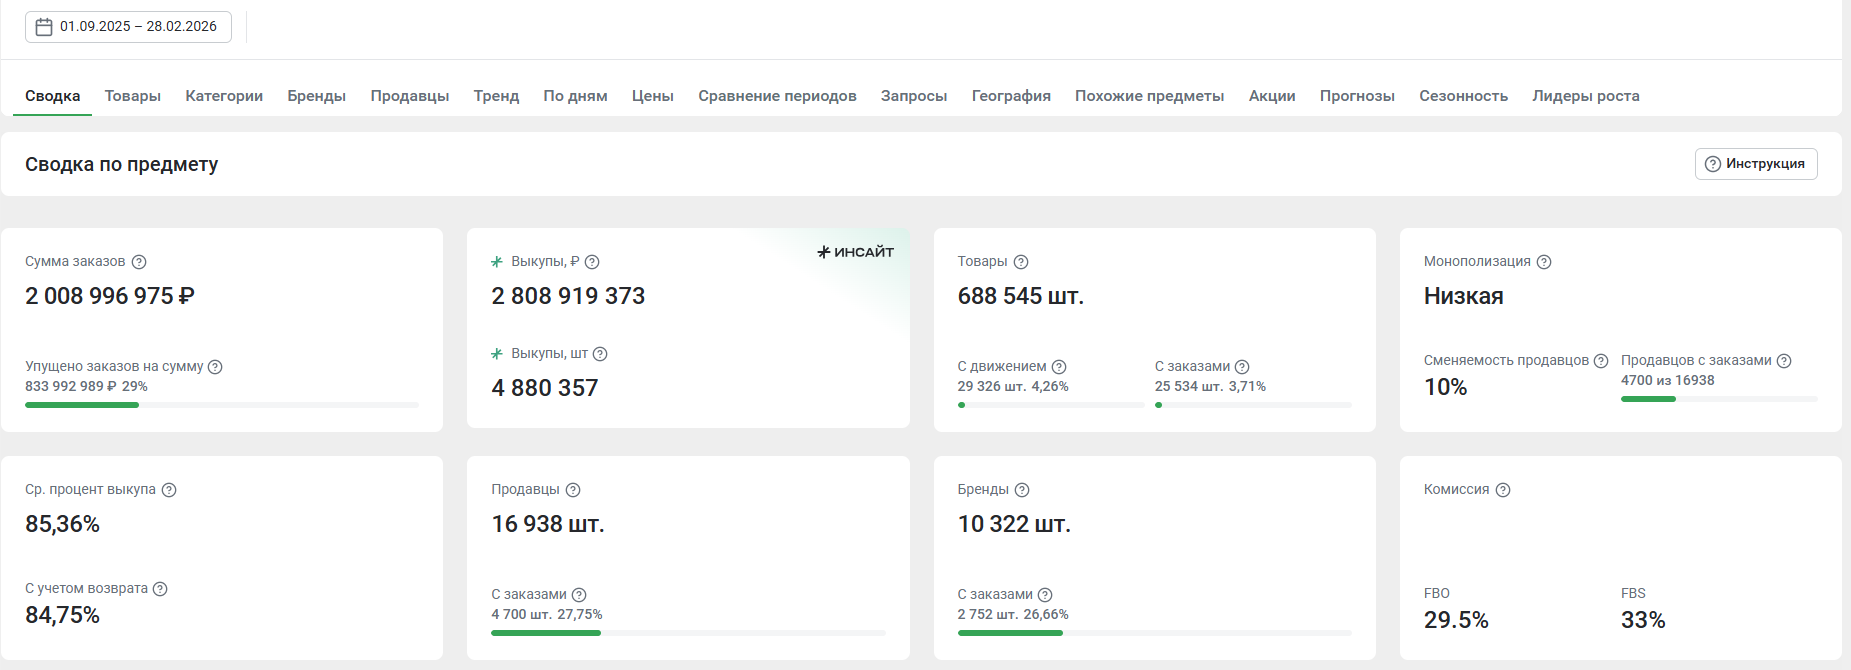 01.09.2025 – 28.02.2026
Сводка Товары Категории Бренды Продавцы Тренд По дням Цены Сравнение периодов Запросы География Похожие предметы Акции Прогнозы Сезонность Лидеры роста
Сводка по предмету
Инструкция
Сумма заказов
2 008 996 975 ₽
Упущено заказов на сумму
833 992 989 ₽ 29%
ИНСАЙТ
Выкупы, ₽
2 808 919 373
Выкупы, шт
4 880 357
Товары
688 545 шт.
С движением
29 326 шт. 4,26%
С заказами
25 534 шт. 3,71%
Монополизация
Низкая
Сменяемость продавцов
10%
Продавцов с заказами
4700 из 16938
Ср. процент выкупа
85,36%
С учетом возврата
84,75%
Продавцы
16 938 шт.
С заказами
4 700 шт. 27,75%
Бренды
10 322 шт.
С заказами
2 752 шт. 26,66%
Комиссия
FBO
29.5%
FBS
33%